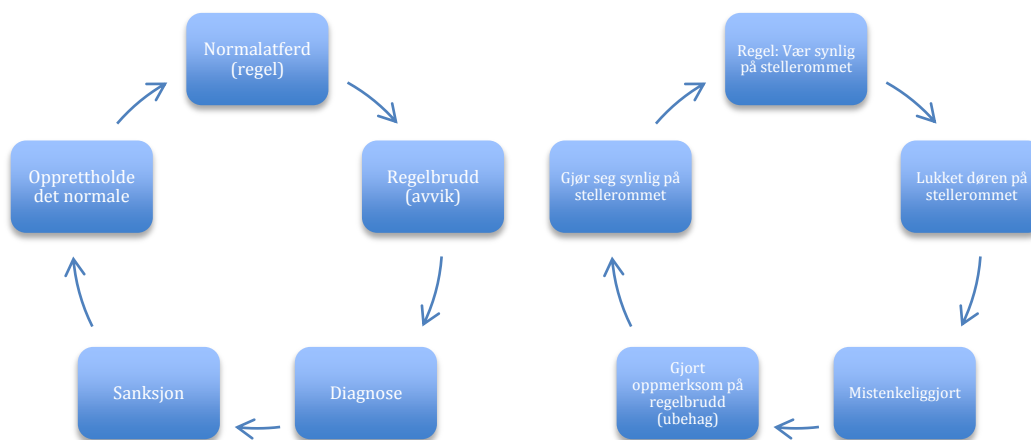 Normalatferd
(regel)
Regelbrudd
(avvik)
Diagnose
Sanksjon
Opprettholde
det normale
Regel: Vær synlig
på stellerommet
Lukket døren på
stellerommet
Mistenkeliggjort
Gjort
oppmerksom på
regelbrudd
(ubehag)
Gjør seg synlig på
stellerommet